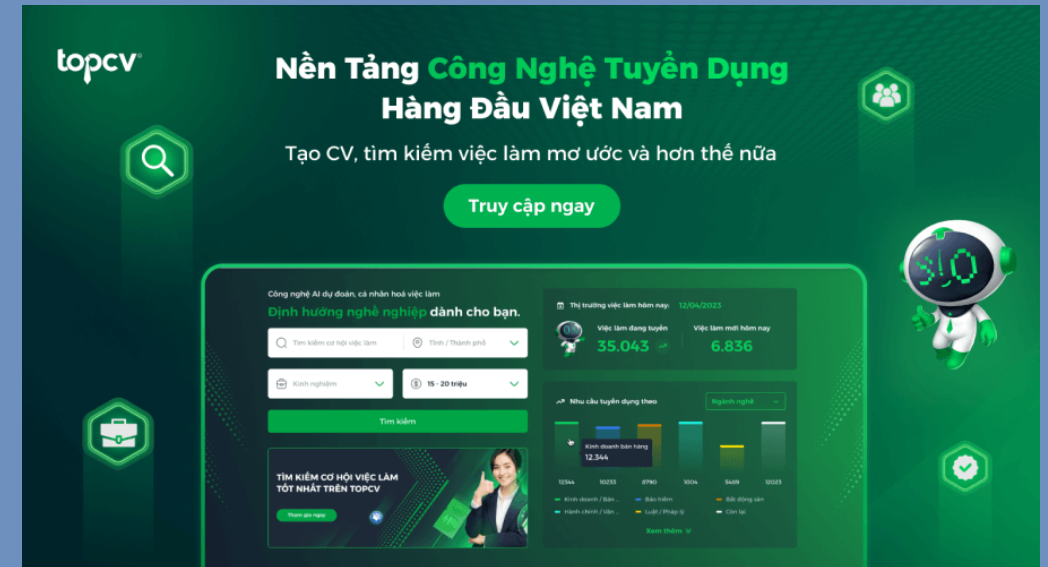 topcv
Nền Tảng Công Nghệ Tuyển Dụng
Hàng Đầu Việt Nam
Tạo CV, tìm kiếm việc làm mơ ước và hơn thế nữa
Truy cập ngay
Công nghệ AI dự đoán, cá nhân hoá việc làm
Định hướng nghề nghiệp dành cho bạn.
Tìm kiếm cơ hội việc làm
Tỉnh / Thành phố
Kinh nghiệm
15 - 20 triệu
Tìm kiếm
TÌM KIẾM CƠ HỘI VIỆC LÀM
TỐT NHẤT TRÊN TOPCV
Tham gia ngay
Thị trường việc làm hôm nay: 12/04/2023
Việc làm đang tuyển
35.043
Việc làm mới hôm nay
6.836
Nhu cầu tuyển dụng theo
Ngành nghề
Kinh doanh bán hàng
12.344
12344 10233 8790 1004 5469 12023
Kinh doanh / Bán ... Bảo hiểm Bất động sản
Hành chính / Văn ... Luật / Pháp lý Còn lại
Xem thêm